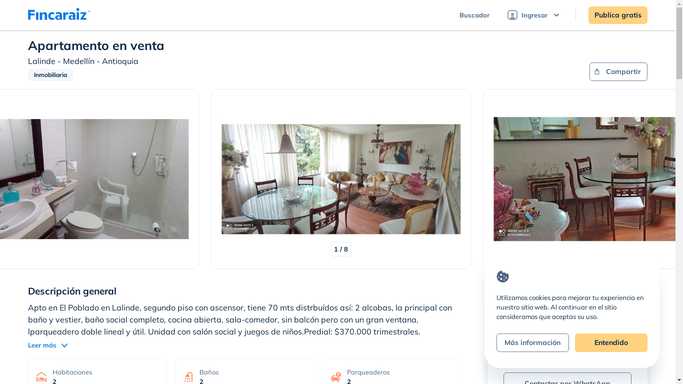 Fincaraiz
Buscador
Ingresar
Publica gratis
Apartamento en venta
Lalinde - Medellín - Antioquia
Inmobiliaria
Compartir
1 / 8
Descripción general
Apto en El Poblado en Lalinde, segundo piso con ascensor, tiene 70 mts distrbuídos así: 2 alcobas, la principal con
baño y vestier, baño social completo, cocina abierta, sala-comedor, sin balcón pero con un gran ventana,
lparqueadero doble lineal y útil. Unidad con salón social y juegos de niños.Predial: $370.000 trimestrales.
Leer más
Utilizamos cookies para mejorar tu experiencia en
nuestro sitio web. Al continuar en el sitio
consideramos que aceptas su uso.
Más información
Entendido
Habitaciones
2
Baños
2
Parqueaderos
2
Contactar por WhatsApp